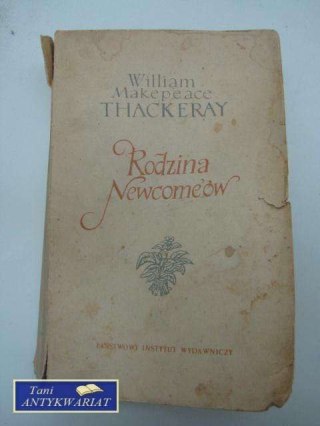 William
Makepeace
THACKERAY
Rodzina
Newcome'ów
PAŃSTWOWY INSTYTUT WYDAWNICZY
Tani
ANTYKWARIAT